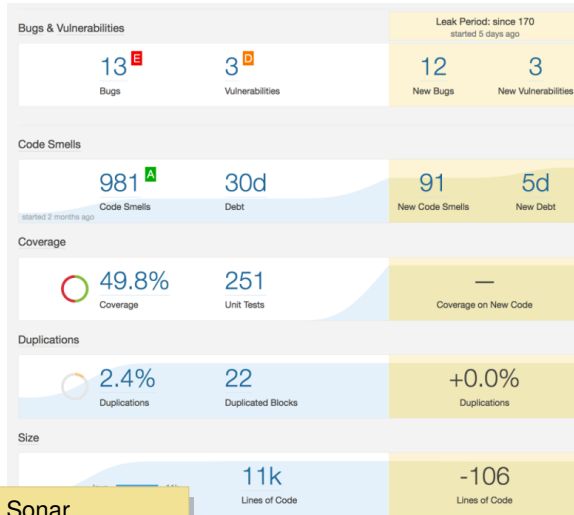 Bugs & Vulnerabilities
Leak Period: since 170
started 5 days ago
13 E
Bugs
3 D
Vulnerabilities
12
New Bugs
3
New Vulnerabilities
Code Smells
981 A
Code Smells
30d
Debt
91
New Code Smells
5d
New Debt
started 2 months ago
Coverage
49.8%
Coverage
251
Unit Tests
—
Coverage on New Code
Duplications
2.4%
Duplications
22
Duplicated Blocks
+0.0%
Duplications
Size
11k
Lines of Code
-106
Lines of Code
Sonar